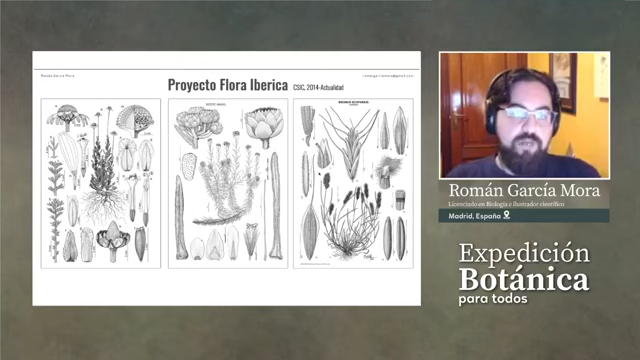 Román García Mora
Proyecto Flora Iberica CSIC, 2014-Actualidad
Román García Mora
Licenciado en Biología e ilustrador científico
Madrid, España
Expedición
Botánica
para todos